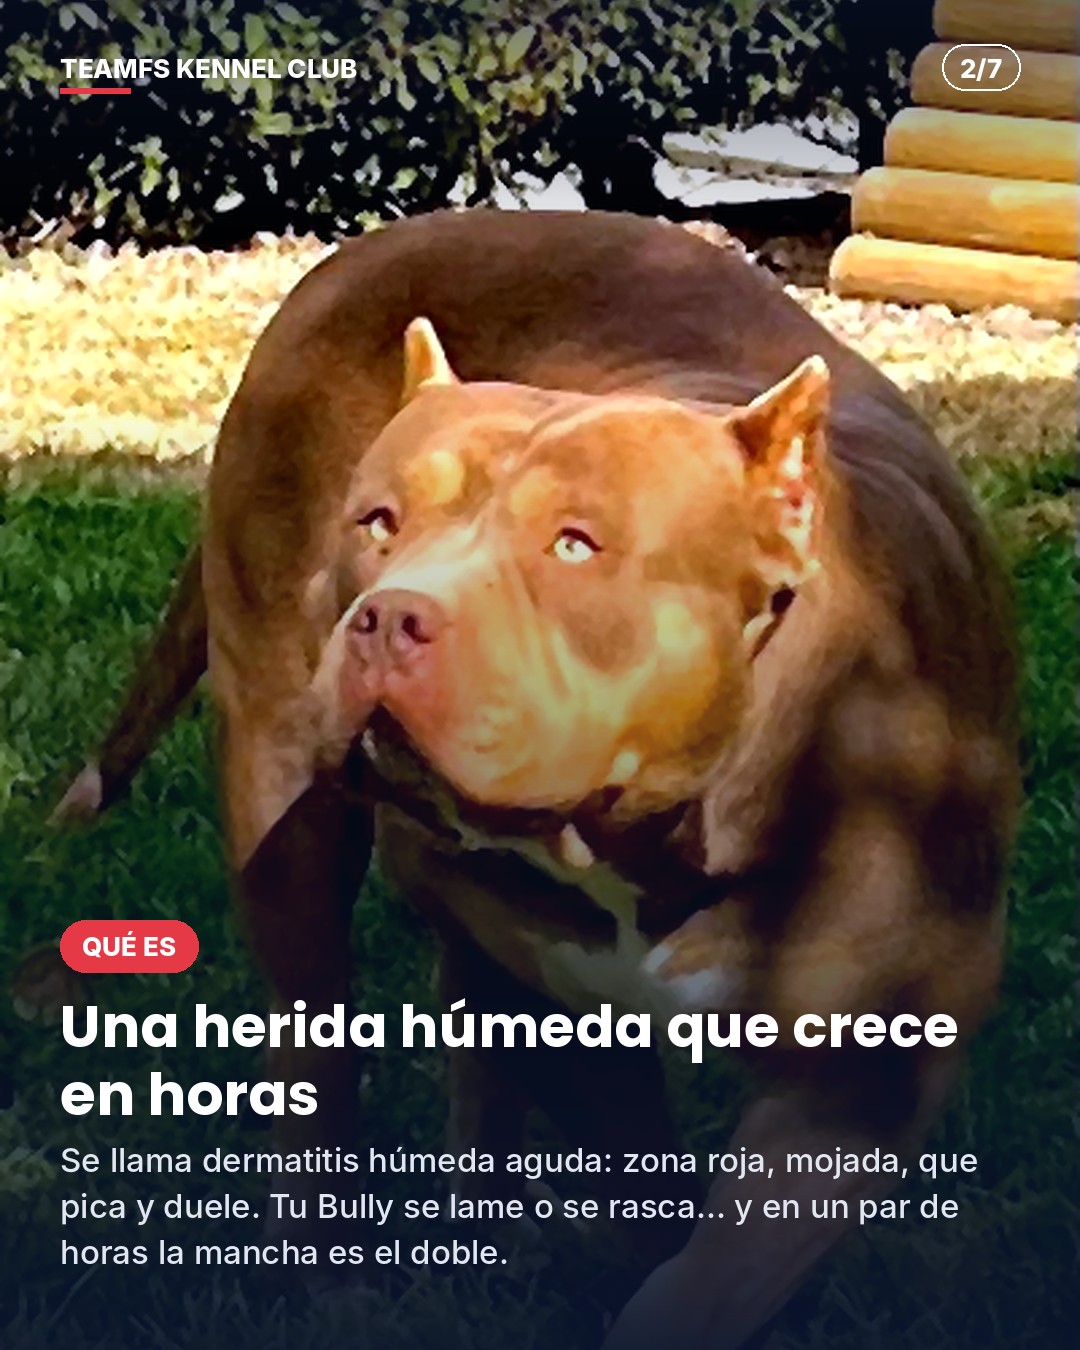 TEAMFS KENNEL CLUB
2/7
QUÉ ES
Una herida húmeda que crece
en horas
Se llama dermatitis húmeda aguda: zona roja, mojada, que
pica y duele. Tu Bully se lame o se rasca... y en un par de
horas la mancha es el doble.